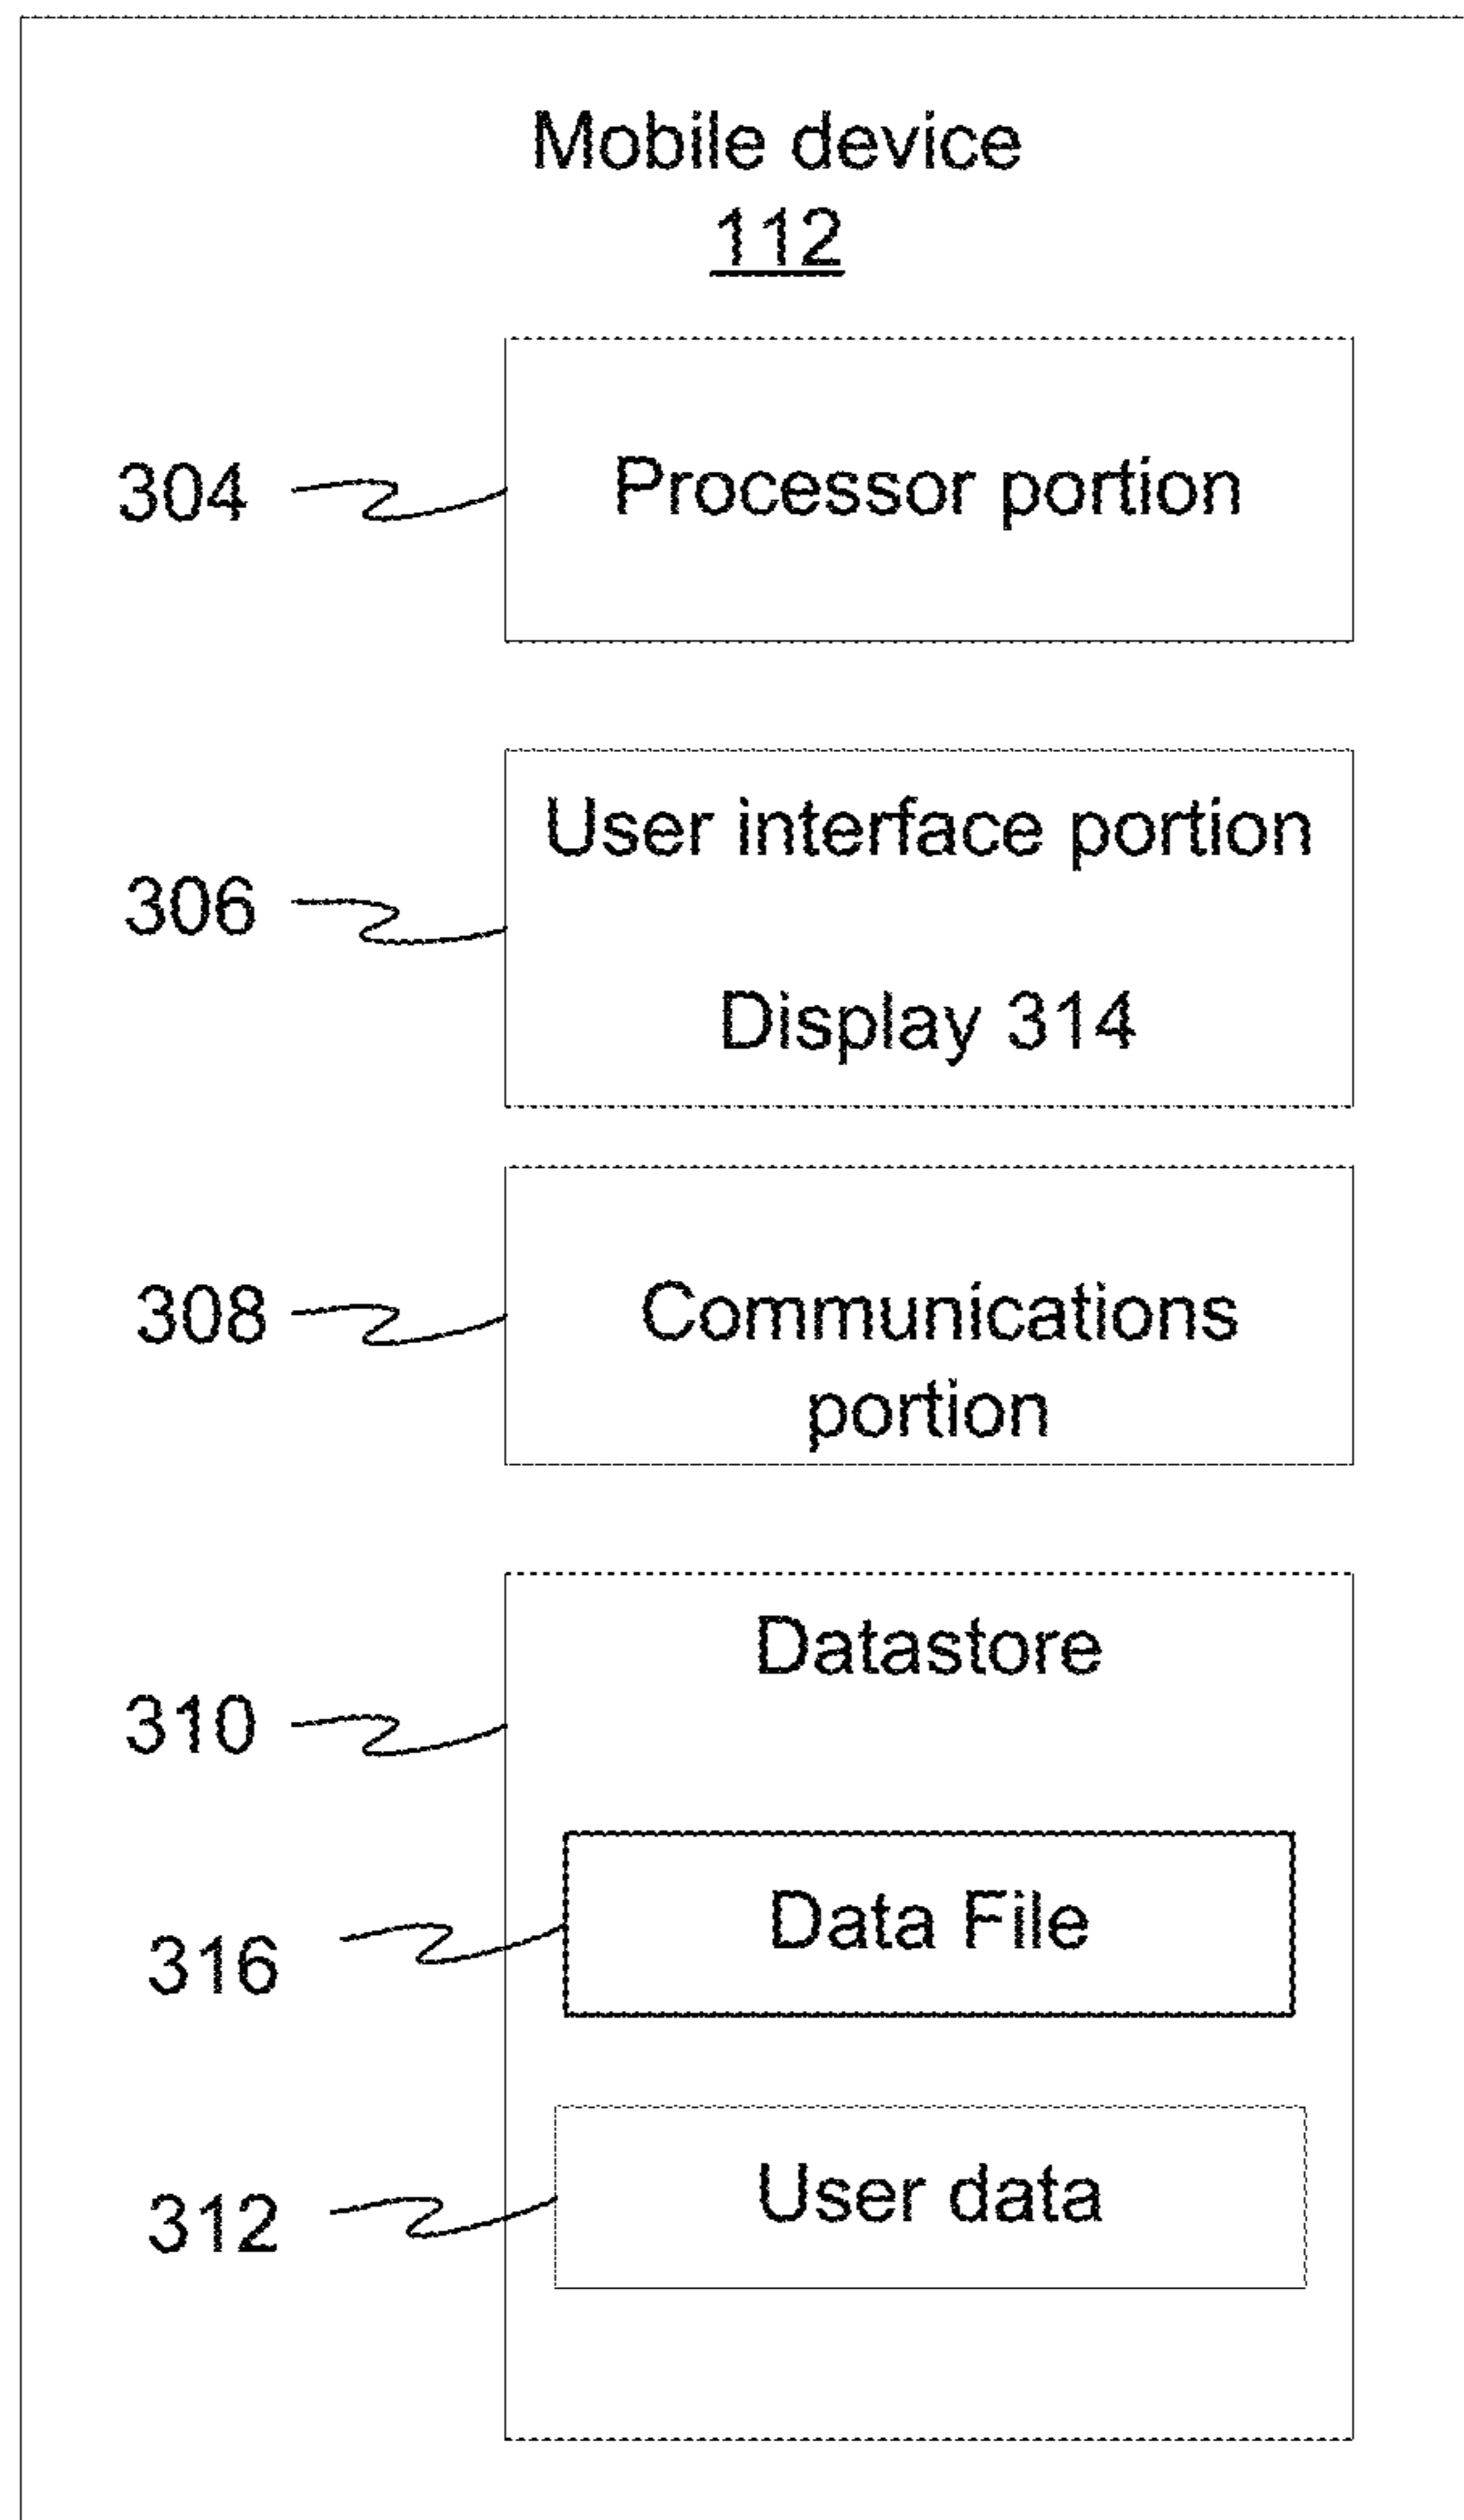 Mobile device
112
304
Processor portion
User interface portion
306
Display 314
308
Communications
portion
Datastore
310
Data File
316
User data
312